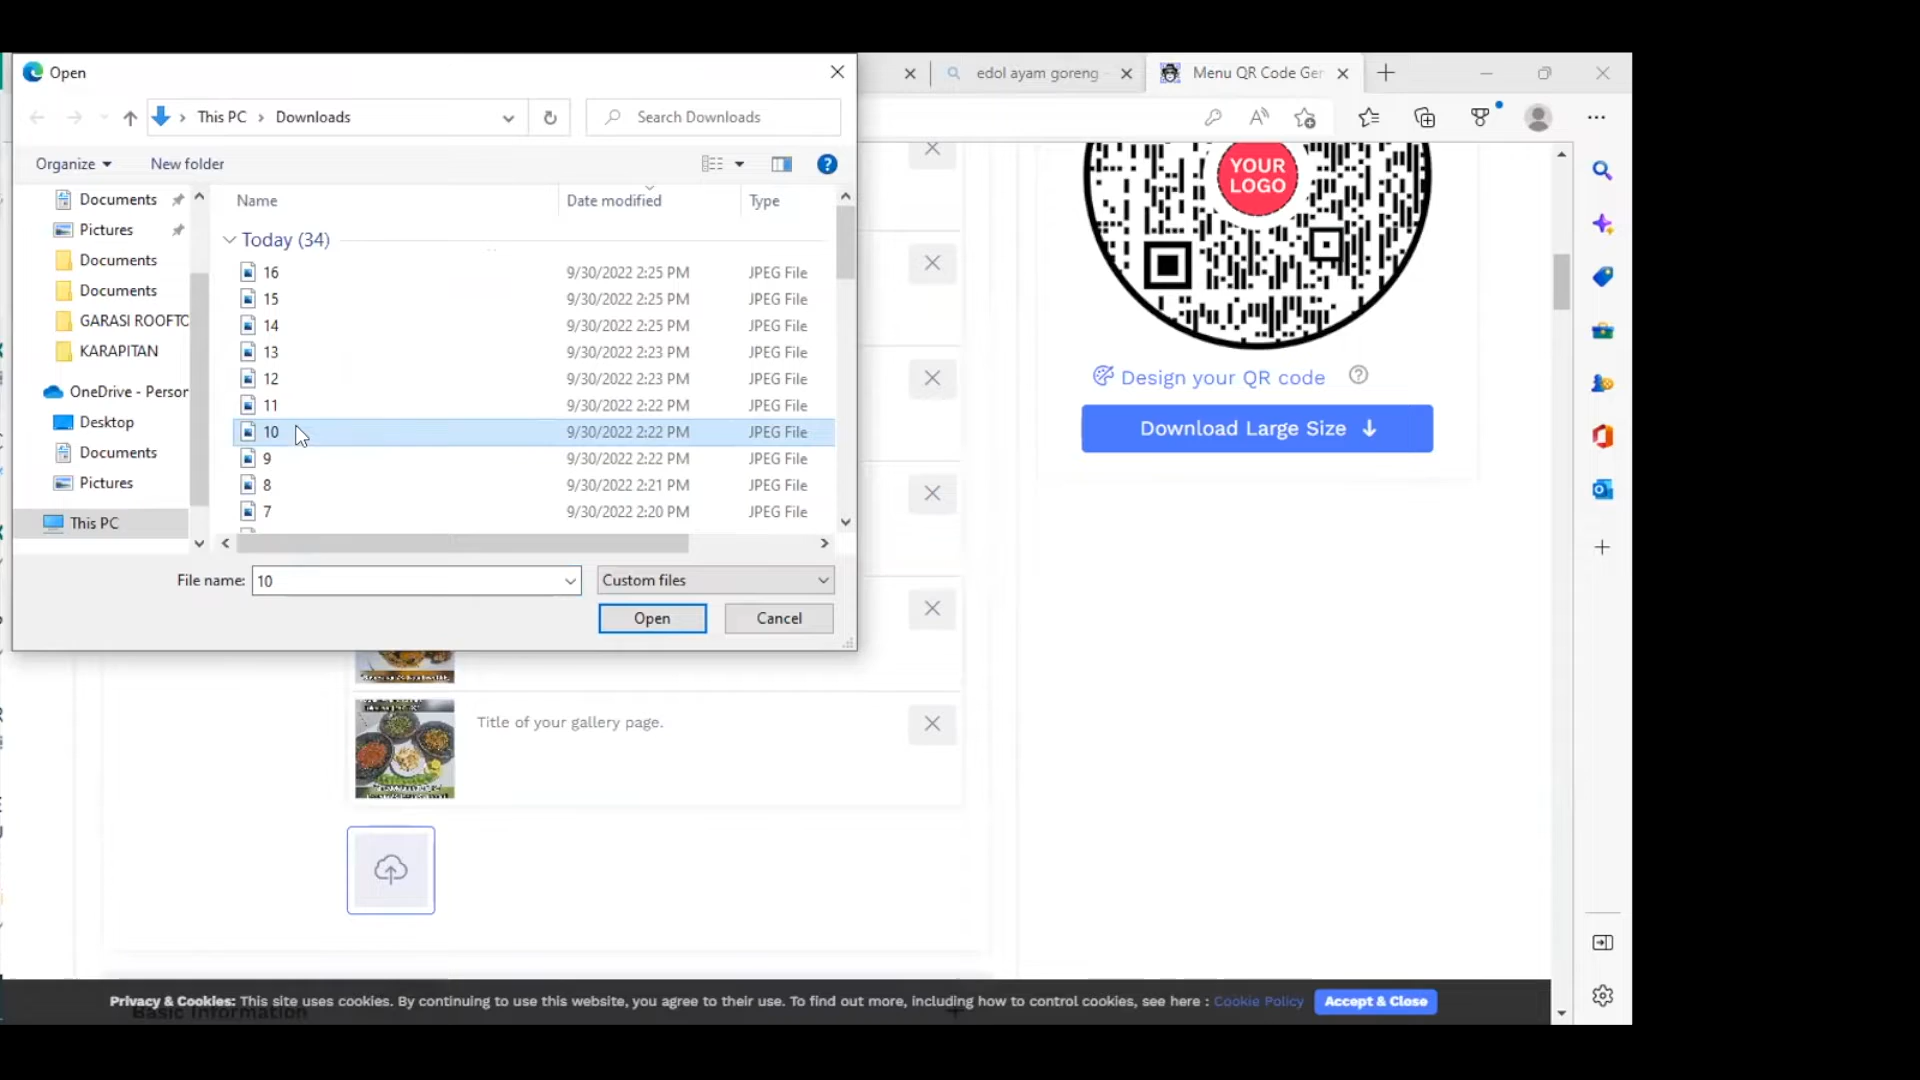 Open
edol ayam goreng
Menu QR Code Ger
This PC
Downloads
Search Downloads
Organize
New folder
Documents
Pictures
Documents
Documents
GARASI ROOFTO
KARAPITAN
OneDrive - Person
Desktop
Documents
Pictures
This PC
Name
Date modified
Type
Today (34)
16 9/30/2022 2:25 PM JPEG File
15 9/30/2022 2:25 PM JPEG File
14 9/30/2022 2:25 PM JPEG File
13 9/30/2022 2:23 PM JPEG File
12 9/30/2022 2:23 PM JPEG File
11 9/30/2022 2:22 PM JPEG File
10 9/30/2022 2:22 PM JPEG File
9 9/30/2022 2:22 PM JPEG File
8 9/30/2022 2:21 PM JPEG File
7 9/30/2022 2:20 PM JPEG File
File name: 10
Custom files
Open
Cancel
YOUR
LOGO
Design your QR code
Download Large Size
Title of your gallery page.
Privacy & Cookies: This site uses cookies. By continuing to use this website, you agree to their use. To find out more, including how to control cookies, see here : Cookie Policy
Accept & Close
Basic Information